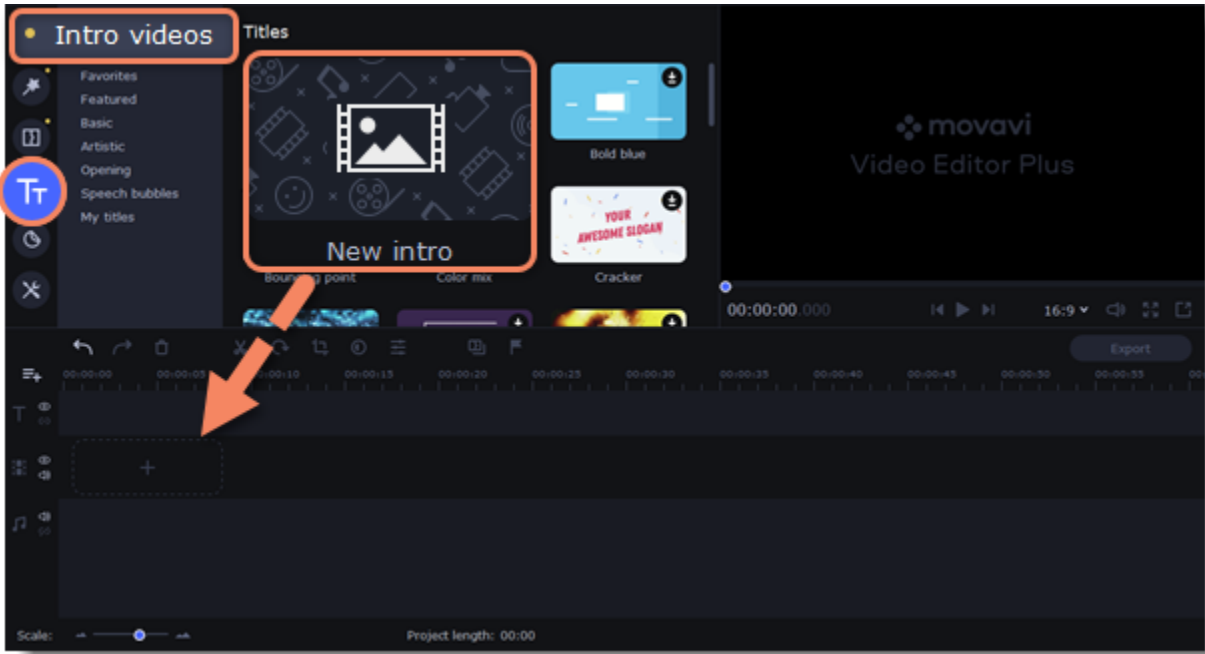 Intro videos
Titles
Favorites
Featured
Basic
Artistic
Opening
Speech bubbles
My titles
New intro
Bold blue
YOUR
AWESOME SLOGAN
Bouncing point
Color mix
Cracker
movavi
Video Editor Plus
00:00:00.000
16:9
Export
00:00:00 00:00:05 00:00:10 00:00:15 00:00:20 00:00:25 00:00:30 00:00:35 00:00:40 00:00:45 00:00:50 00:00:55 00:
Scale:
Project length: 00:00